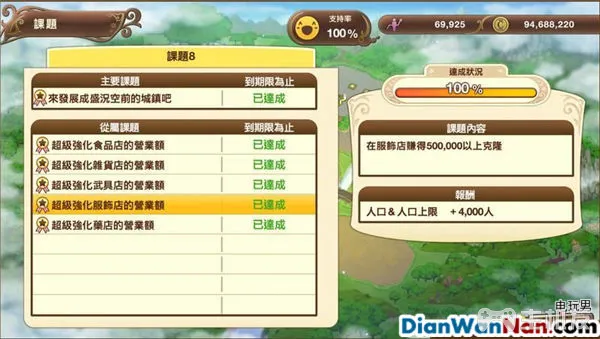 課題
支持率
100%
69,925
94,688,220
課題8
主要課題 到期限為止
來發展成盛況空前的城鎮吧 已達成
從屬課題 到期限為止
超級強化食品店的營業額 已達成
超級強化雜貨店的營業額 已達成
超級強化武具店的營業額 已達成
超級強化服飾店的營業額 已達成
超級強化藥店的營業額 已達成
達成狀況
100%
課題內容
在服飾店賺得500,000以上克隆
報酬
人口&人口上限 +4,000人
电玩男
DianWanNan.com